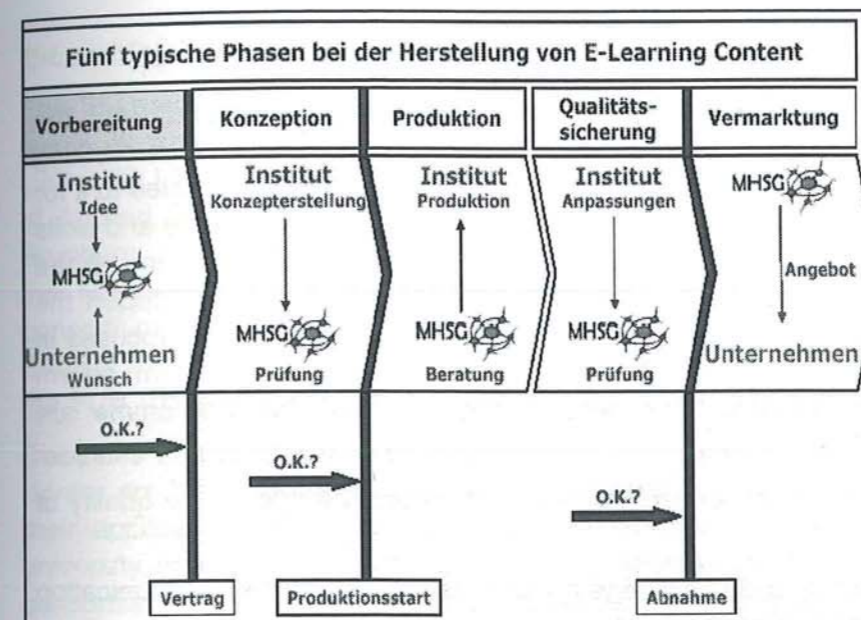 Fünf typische Phasen bei der Herstellung von E-Learning Content
Vorbereitung
Konzeption
Produktion
Qualitäts-
sicherung
Vermarktung
Institut
Idee
MHSG
Unternehmen
Wunsch
Institut
Konzepterstellung
MHSG
Prüfung
Institut
Produktion
MHSG
Beratung
Institut
Anpassungen
MHSG
Prüfung
MHSG
Angebot
Unternehmen
O.K.?
O.K.?
O.K.?
Vertrag
Produktionsstart
Abnahme